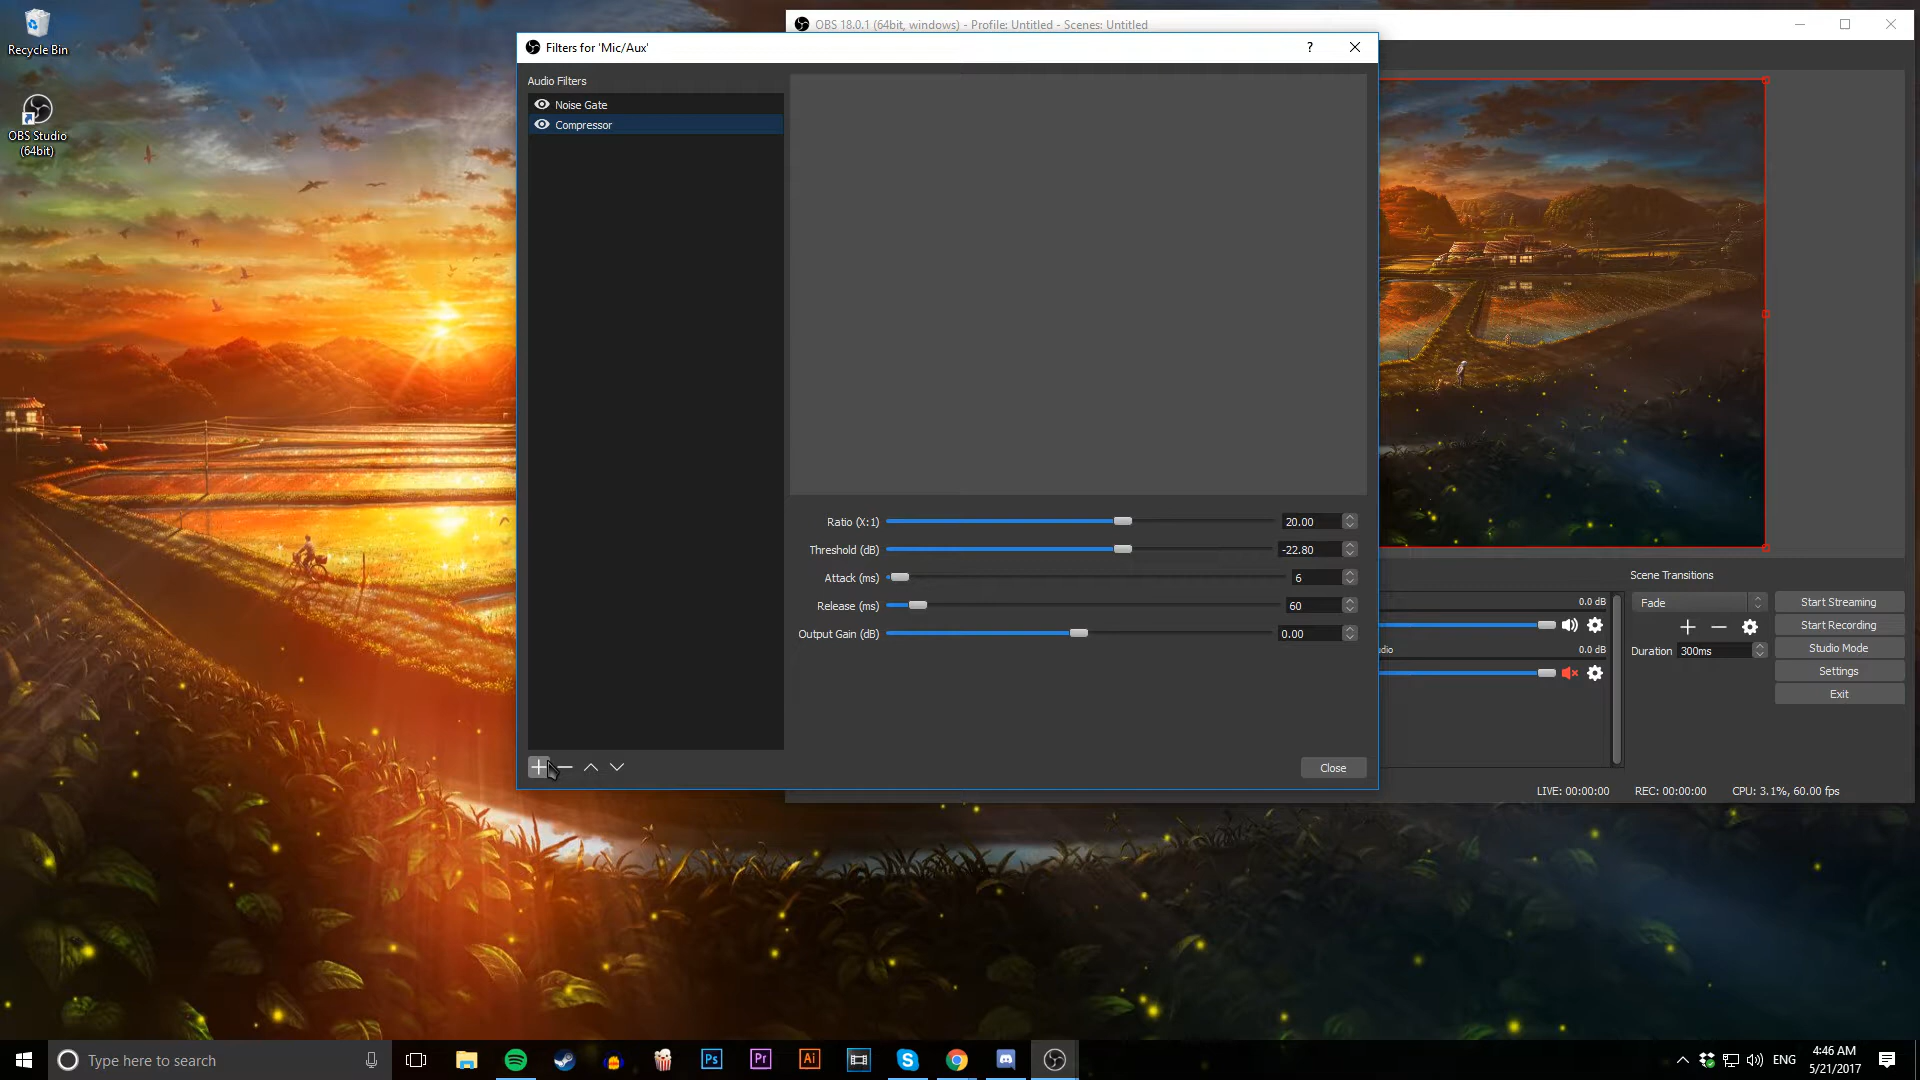 Recycle Bin
OBS Studio
(64bit)
OBS 18.0.1 (64bit, windows) - Profile: Untitled - Scenes: Untitled
Filters for 'Mic/Aux'
?
Audio Filters
Noise Gate
Compressor
Ratio (X:1)
20.00
Threshold (dB)
-22.80
Attack (ms)
6
Release (ms)
60
Output Gain (dB)
0.00
Close
0.0 dB
dio
0.0 dB
Scene Transitions
Fade
Duration
300ms
Start Streaming
Start Recording
Studio Mode
Settings
Exit
LIVE: 00:00:00
REC: 00:00:00
CPU: 3.1%, 60.00 fps
Type here to search
Ps
Pr
Ai
ENG
4:46 AM
5/21/2017